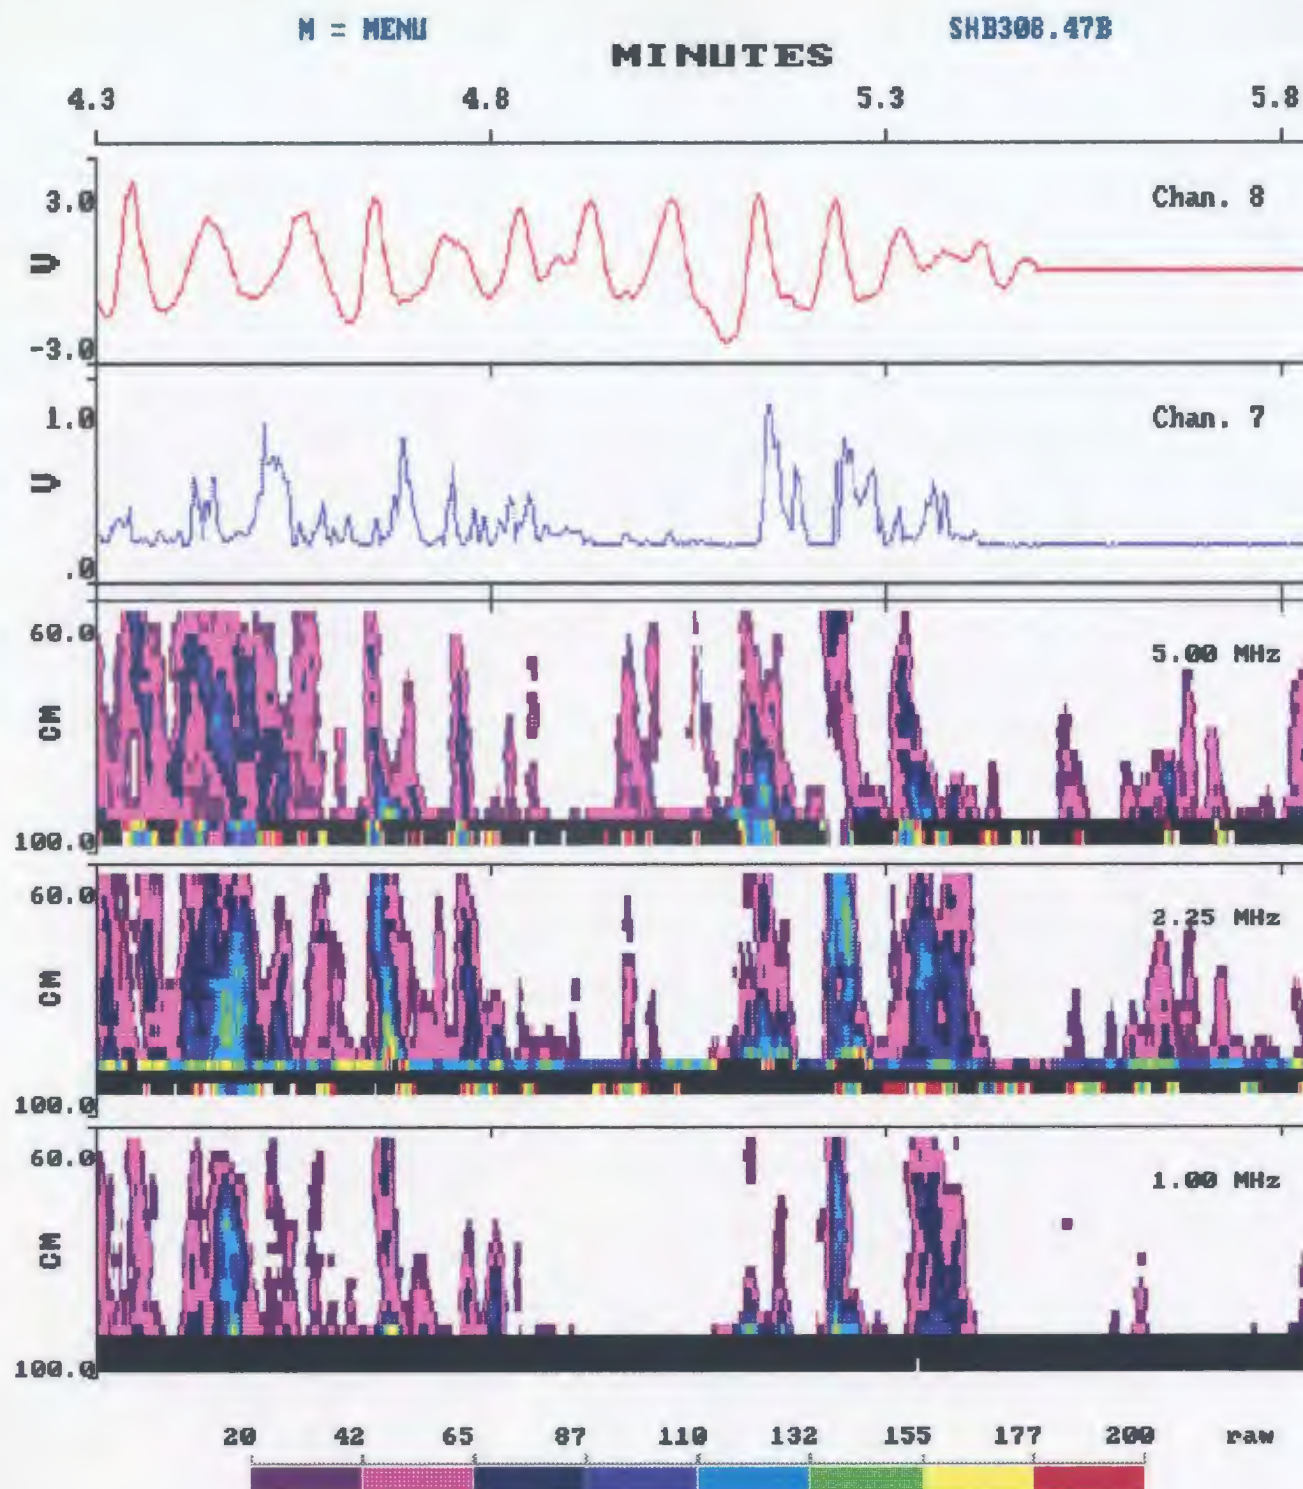 M = MENU SHB308.47B
MINUTES
4.3 4.8 5.3 5.8
3.0 Chan. 8
V
-3.0
1.0 Chan. 7
V
.0
60.0 5.00 MHz
CM
100.0
60.0 2.25 MHz
CM
100.0
60.0 1.00 MHz
CM
100.0
20 42 65 87 110 132 155 177 200 raw